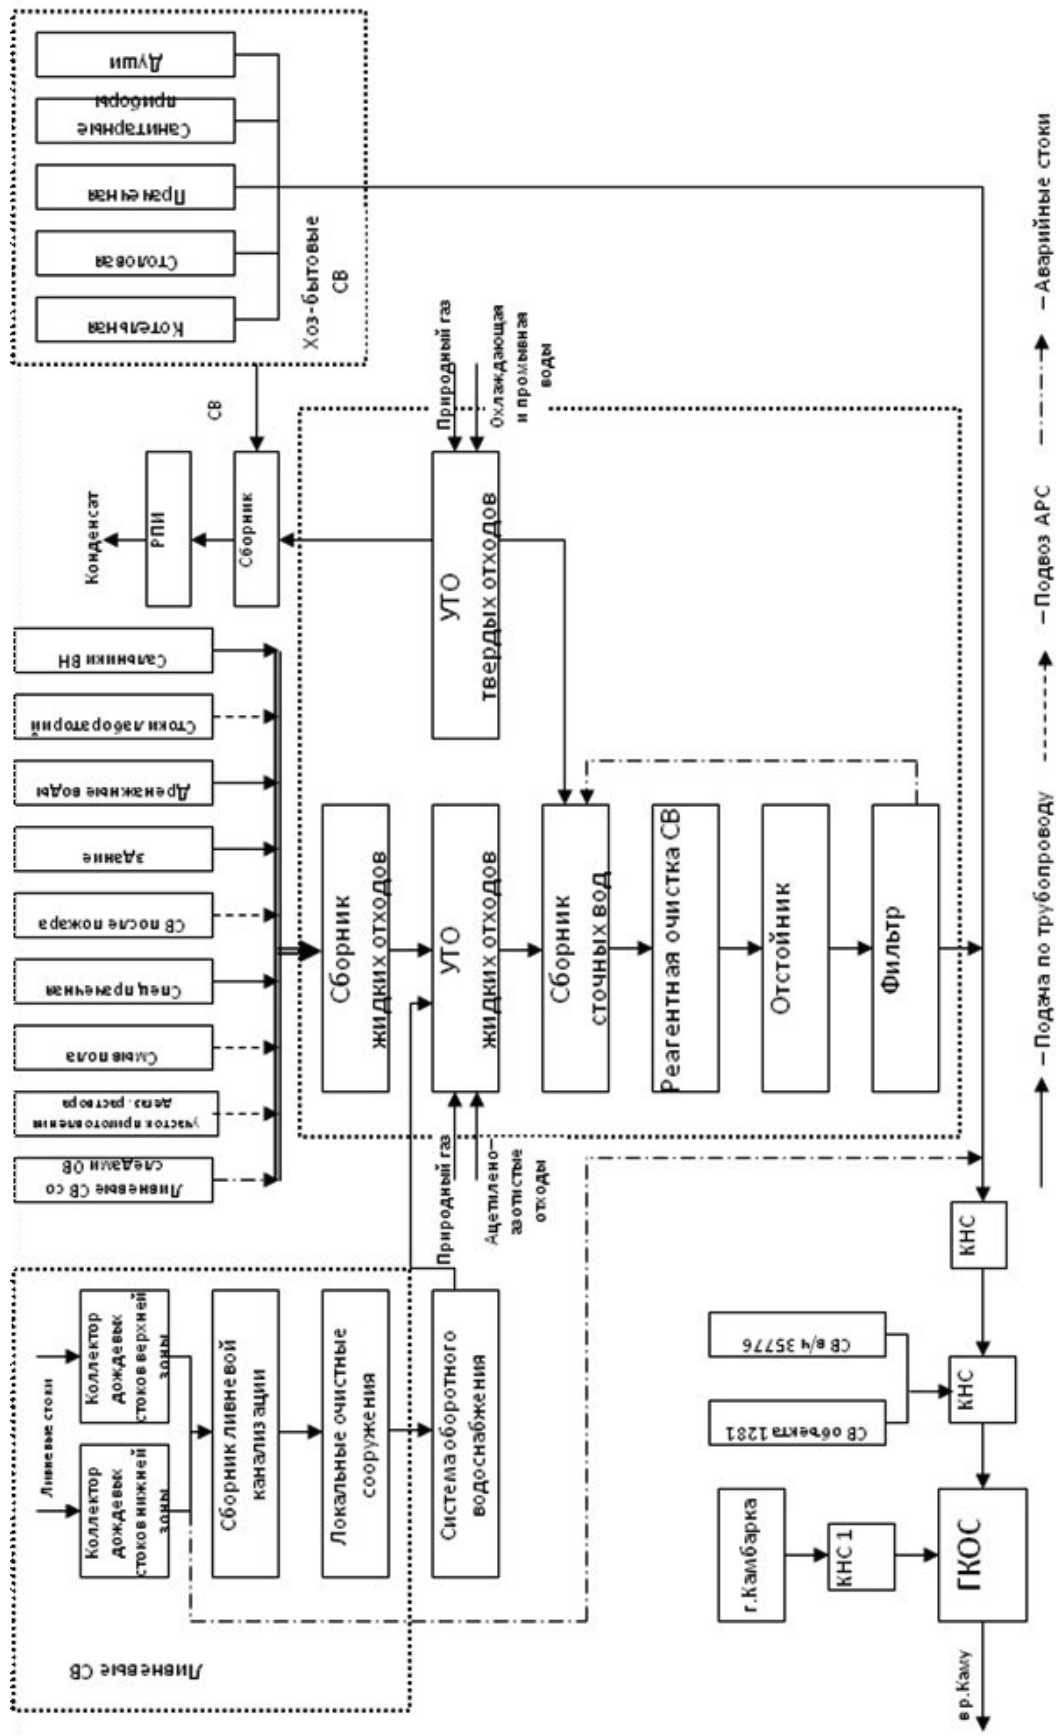 Ливневые СВ
Ливневые стоки
Коллектор
дождевых
стоков нижней
зоны
Коллектор
дождевых
стоков верхней
зоны
Сборник ливневой
канализации
Локальные очистные
сооружения
Система оборотного
водоснабжения
Ливневые СВ со
следами ОВ
участок приготовления
дегаз. раствора
Смыв пола
Спец прачечная
СВ после пожара
здание
Дренажные воды
Стоки лабораторий
Сальники ВН
Конденсат
РПИ
Сборник
СВ
Котельная
Столовая
Прачечная
Санитарные
приборы
Души
Хоз-бытовые
СВ
Сборник
жидких отходов
Природный газ
Ацетилено-
азотистые
отходы
УТО
жидких отходов
УТО
твердых отходов
Природный газ
Охлаждающая
и промывная
воды
Сборник
сточных вод
Реагентная очистка СВ
Отстойник
Фильтр
г.Камбарка
КНС 1
СВ объекта 1281
СВ в/ч 35776
в р.Каму
ГКОС
КНС
КНС
–Подача по трубопроводу
–Подвоз АРС
–Аварийные стоки